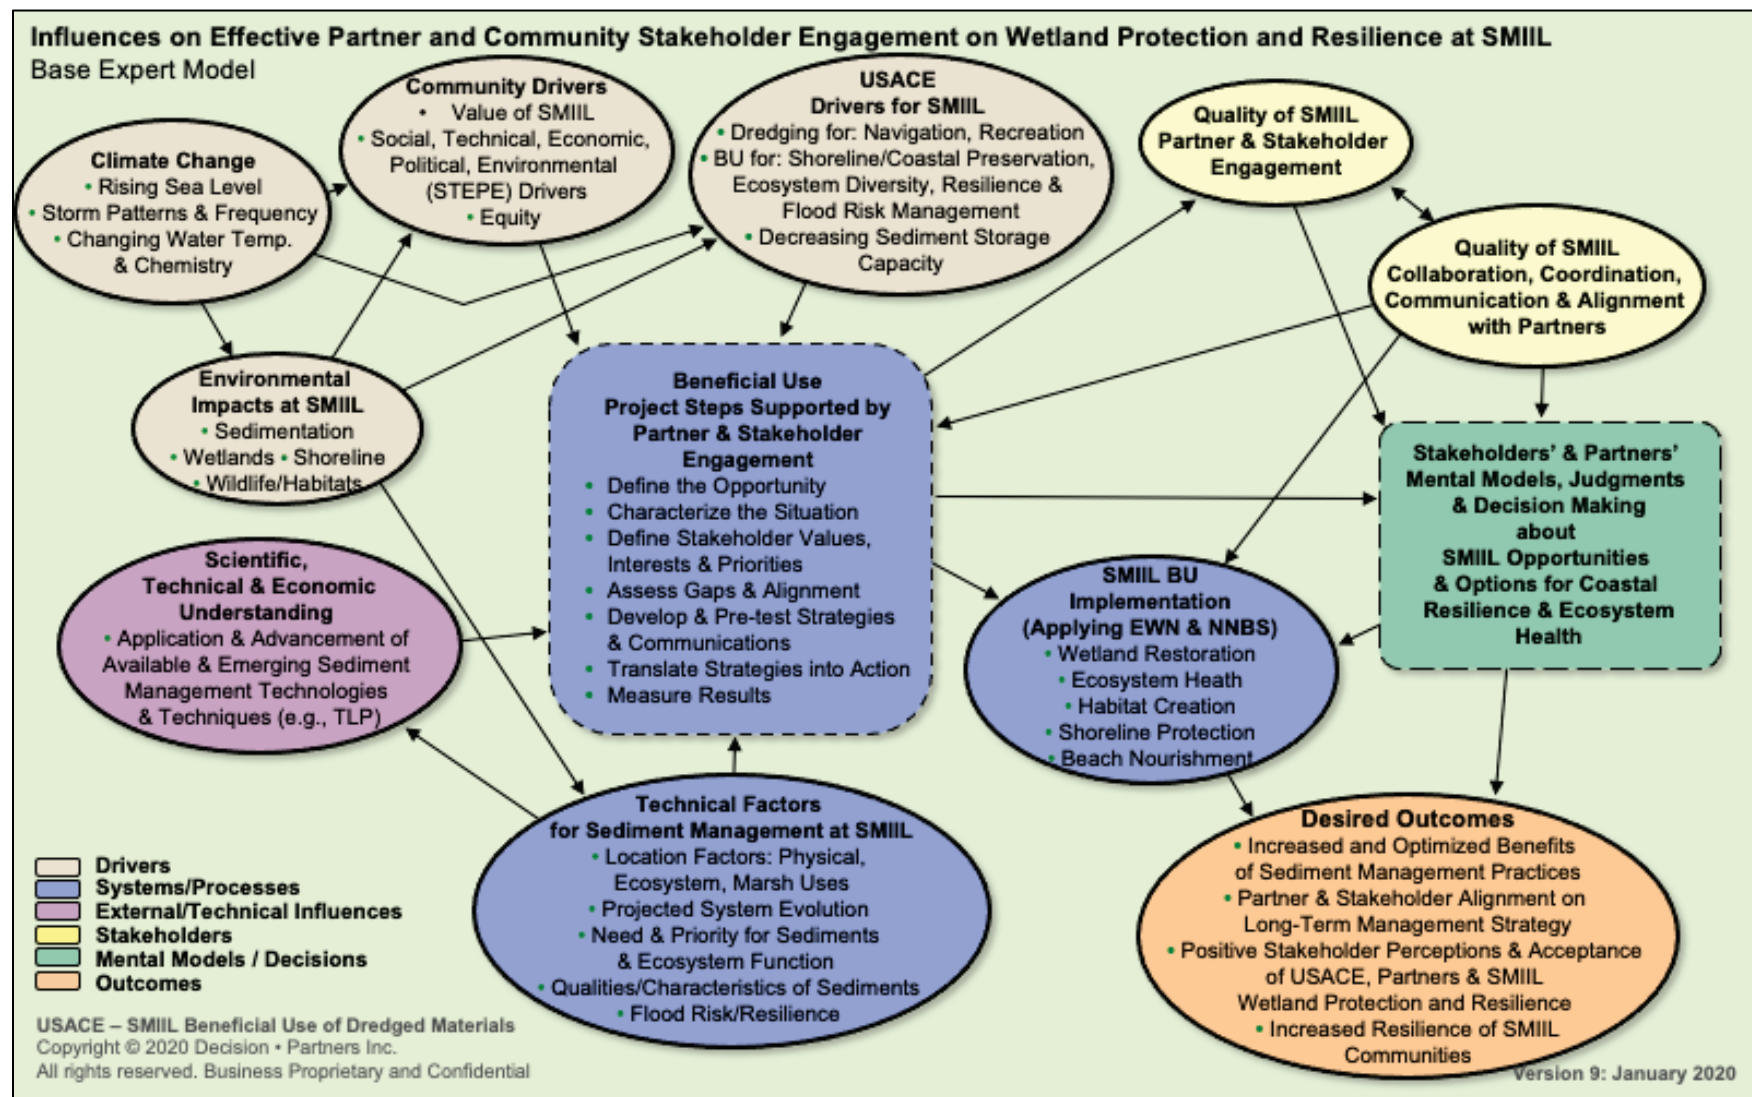 Influences on Effective Partner and Community Stakeholder Engagement on Wetland Protection and Resilience at SMIIL
Base Expert Model
Climate Change
• Rising Sea Level
• Storm Patterns & Frequency
• Changing Water Temp.
& Chemistry
Community Drivers
• Value of SMIIL
• Social, Technical, Economic,
Political, Environmental
(STEPE) Drivers
• Equity
USACE
Drivers for SMIIL
• Dredging for: Navigation, Recreation
• BU for: Shoreline/Coastal Preservation,
Ecosystem Diversity, Resilience &
Flood Risk Management
• Decreasing Sediment Storage
Capacity
Quality of SMIIL
Partner & Stakeholder
Engagement
Quality of SMIIL
Collaboration, Coordination,
Communication & Alignment
with Partners
Environmental
Impacts at SMIIL
• Sedimentation
• Wetlands • Shoreline
• Wildlife/Habitats
Beneficial Use
Project Steps Supported by
Partner & Stakeholder
Engagement
• Define the Opportunity
• Characterize the Situation
• Define Stakeholder Values,
Interests & Priorities
• Assess Gaps & Alignment
• Develop & Pre-test Strategies
& Communications
• Translate Strategies into Action
• Measure Results
Stakeholders' & Partners'
Mental Models, Judgments
& Decision Making
about
SMIIL Opportunities
& Options for Coastal
Resilience & Ecosystem
Health
Scientific,
Technical & Economic
Understanding
• Application & Advancement of
Available & Emerging Sediment
Management Technologies
& Techniques (e.g., TLP)
SMIIL BU
Implementation
(Applying EWN & NNBS)
• Wetland Restoration
• Ecosystem Heath
• Habitat Creation
• Shoreline Protection
• Beach Nourishment
Technical Factors
for Sediment Management at SMIIL
• Location Factors: Physical,
Ecosystem, Marsh Uses
• Projected System Evolution
• Need & Priority for Sediments
& Ecosystem Function
• Qualities/Characteristics of Sediments
• Flood Risk/Resilience
Desired Outcomes
• Increased and Optimized Benefits
of Sediment Management Practices
• Partner & Stakeholder Alignment on
Long-Term Management Strategy
• Positive Stakeholder Perceptions & Acceptance
of USACE, Partners & SMIIL
Wetland Protection and Resilience
• Increased Resilience of SMIIL
Communities
Drivers
Systems/Processes
External/Technical Influences
Stakeholders
Mental Models / Decisions
Outcomes
USACE – SMIIL Beneficial Use of Dredged Materials
Copyright © 2020 Decision • Partners Inc.
All rights reserved. Business Proprietary and Confidential
Version 9: January 2020